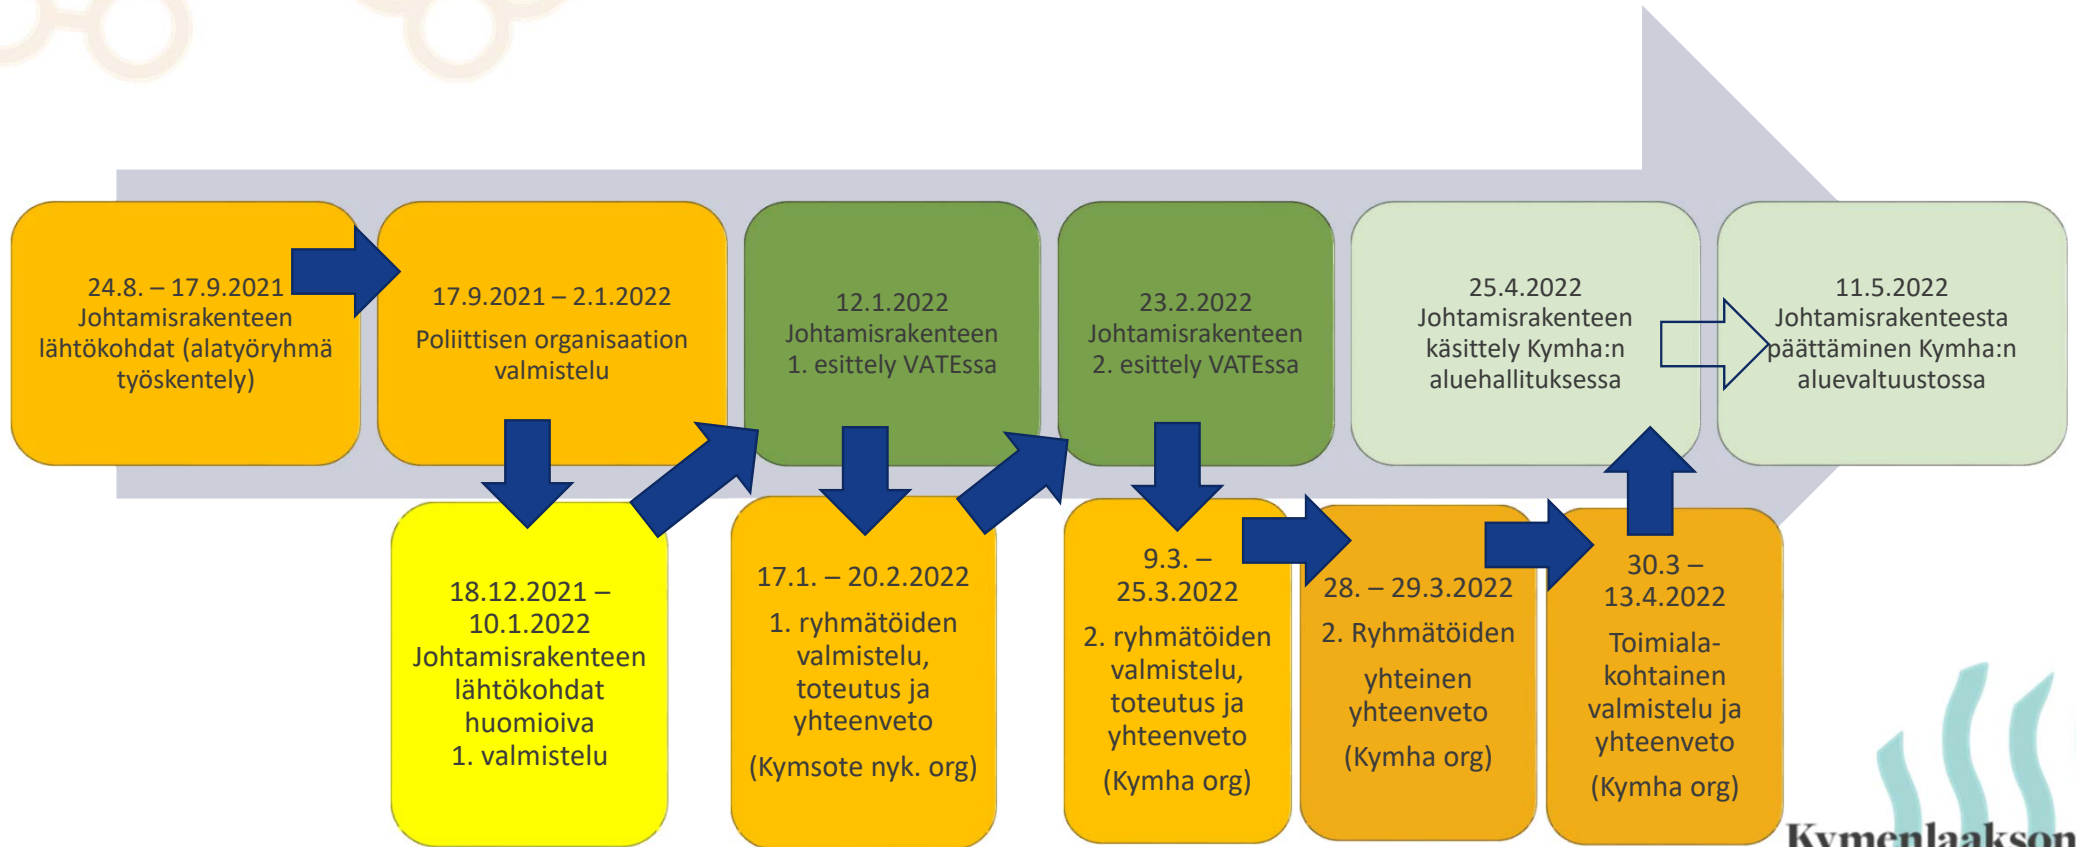 24.8. – 17.9.2021
Johtamisrakenteen
lähtökohdat (alatyöryhmä
työskentely)
17.9.2021 – 2.1.2022
Poliittisen organisaation
valmistelu
12.1.2022
Johtamisrakenteen
1. esittely VATEssa
23.2.2022
Johtamisrakenteen
2. esittely VATEssa
25.4.2022
Johtamisrakenteen
käsittely Kymha:n
aluehallituksessa
11.5.2022
Johtamisrakenteesta
päättäminen Kymha:n
aluevaltuustossa
18.12.2021 –
10.1.2022
Johtamisrakenteen
lähtökohdat
huomioiva
1. valmistelu
17.1. – 20.2.2022
1. ryhmätöiden
valmistelu,
toteutus ja
yhteenveto
(Kymsote nyk. org)
9.3. –
25.3.2022
2. ryhmätöiden
valmistelu,
toteutus ja
yhteenveto
(Kymha org)
28. – 29.3.2022
2. Ryhmätöiden
yhteinen
yhteenveto
(Kymha org)
30.3 –
13.4.2022
Toimiala-
kohtainen
valmistelu ja
yhteenveto
(Kymha org)
Kymenlaakson